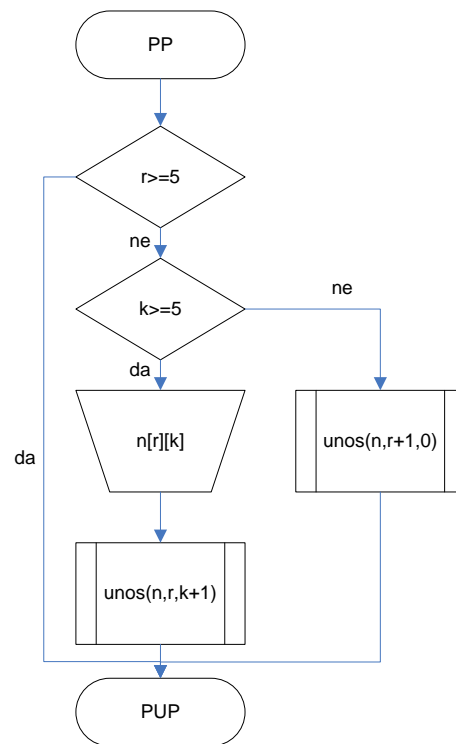 PP
r>=5
ne
k>=5
ne
da
n[r][k]
unos(n,r+1,0)
da
unos(n,r,k+1)
PUP